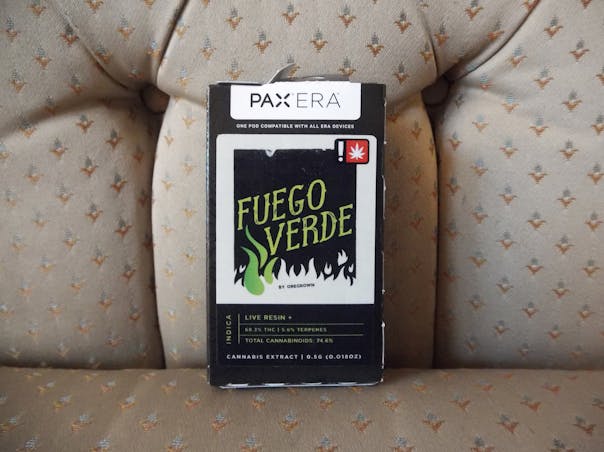 PAX ERA
ONE POD COMPATIBLE WITH ALL ERA DEVICES
!
FUEGO
VERDE
BY OREGROWN
INDICA
LIVE RESIN +
68.3% THC | 5.6% TERPENES
TOTAL CANNABINOIDS: 74.6%
CANNABIS EXTRACT | 0.5G (0.018OZ)